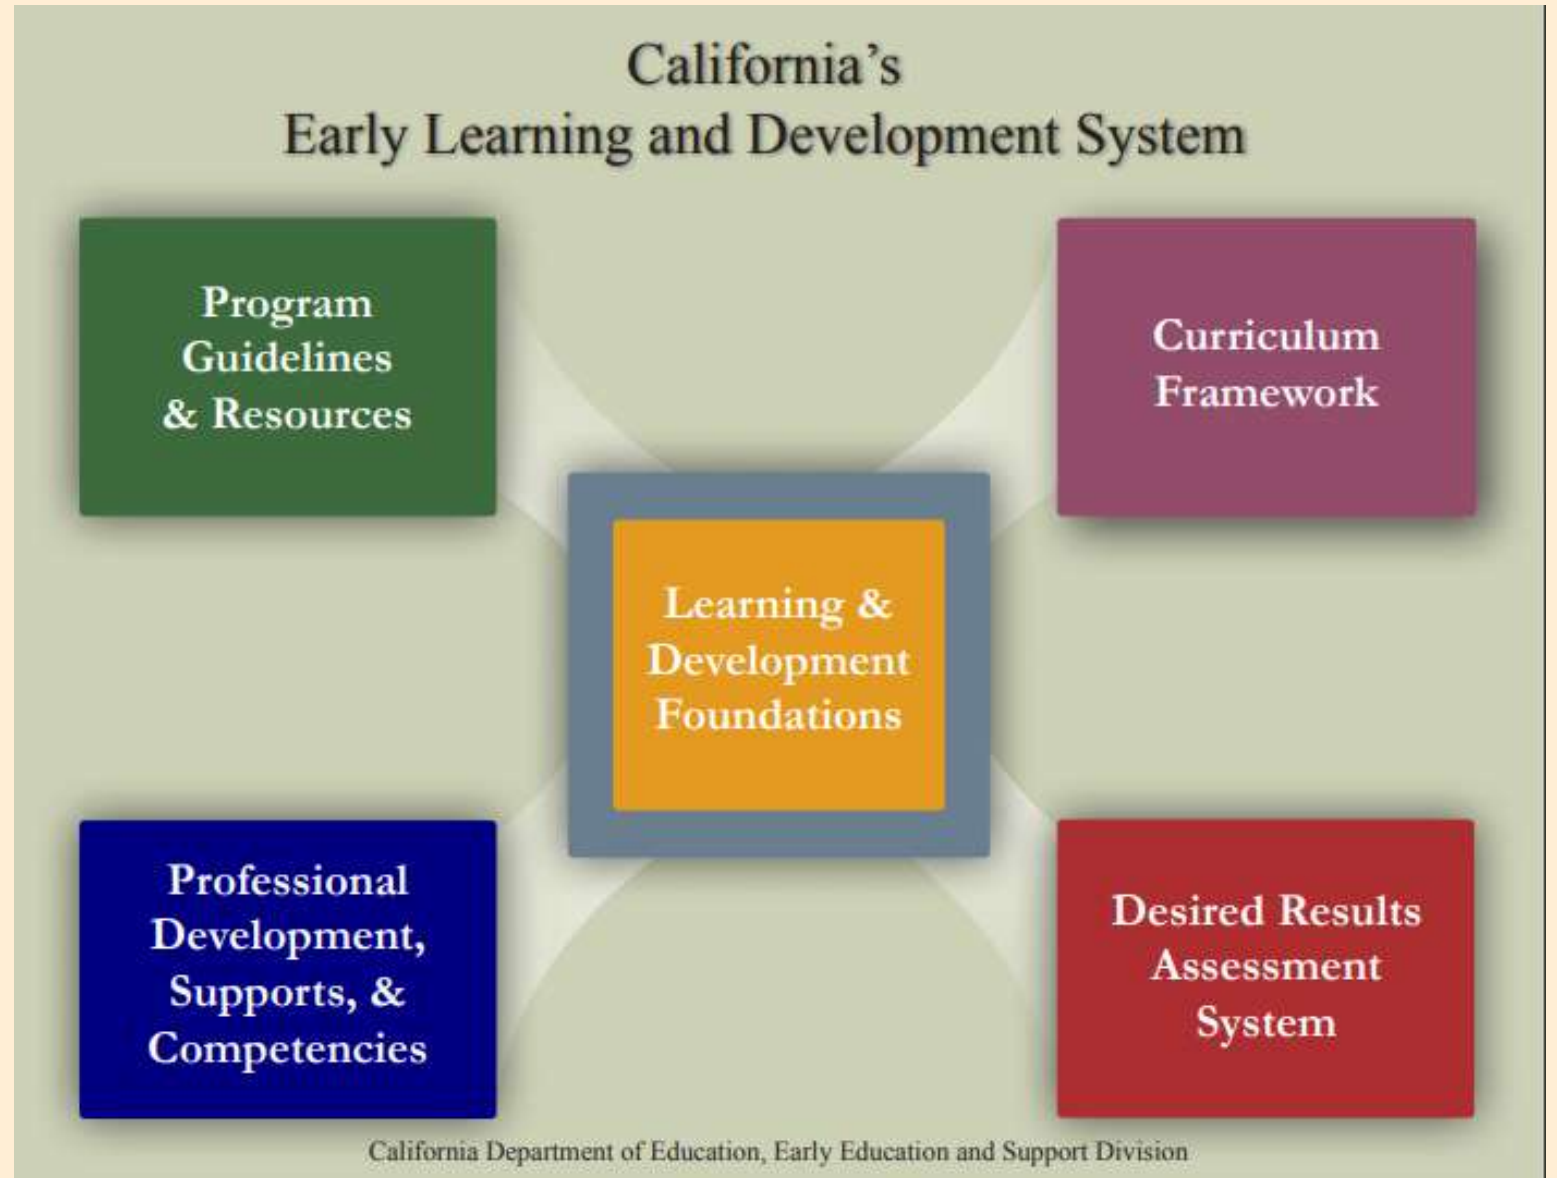 California's
Early Learning and Development System
Program
Guidelines
& Resources
Curriculum
Framework
Learning &
Development
Foundations
Professional
Development,
Supports, &
Competencies
Desired Results
Assessment
System
California Department of Education, Early Education and Support Division